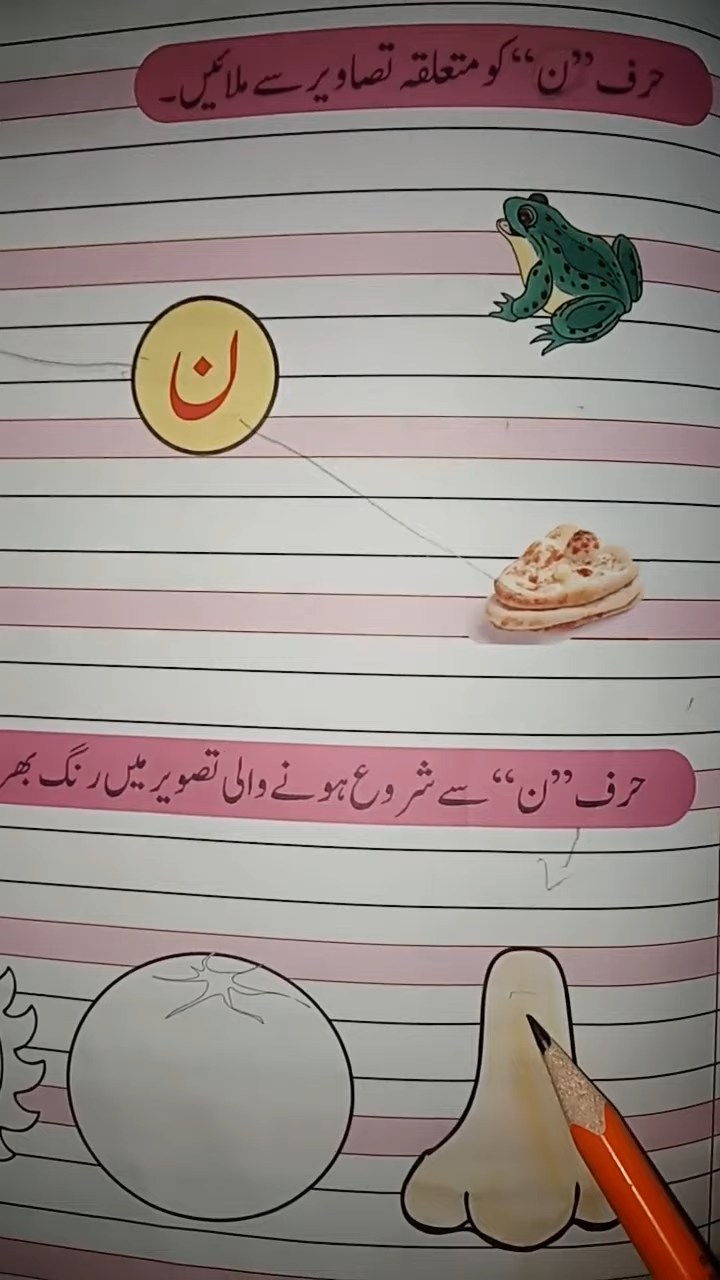 حرف ”ن“ کو متعلقہ تصاویر سے ملائیں۔
ن
حرف ”ن“ سے شروع ہونے والی تصویر میں رنگ بھر